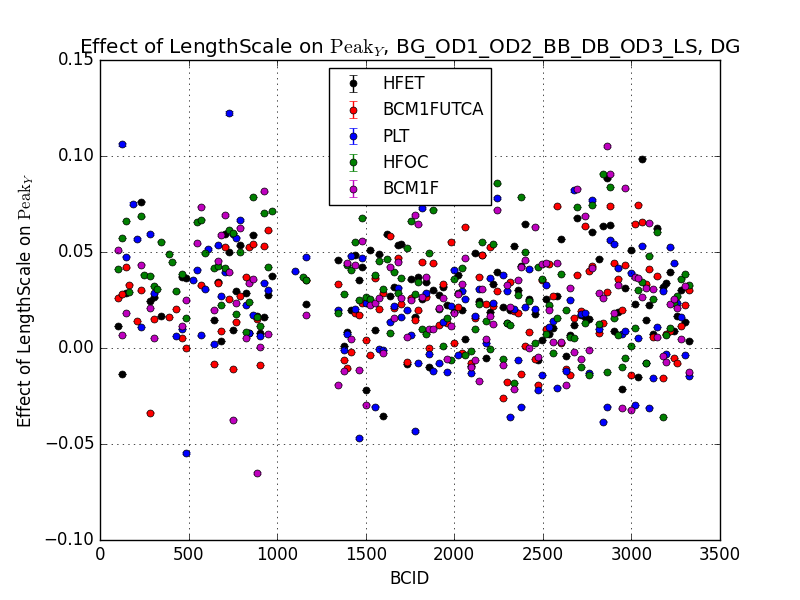 Effect of LengthScale on Peak_Y, BG_OD1_OD2_BB_DB_OD3_LS, DG
HFET
BCM1FUTCA
PLT
HFOC
BCM1F
Effect of LengthScale on Peak_Y
0.15
0.10
0.05
0.00
−0.05
−0.10
0 500 1000 1500 2000 2500 3000 3500
BCID